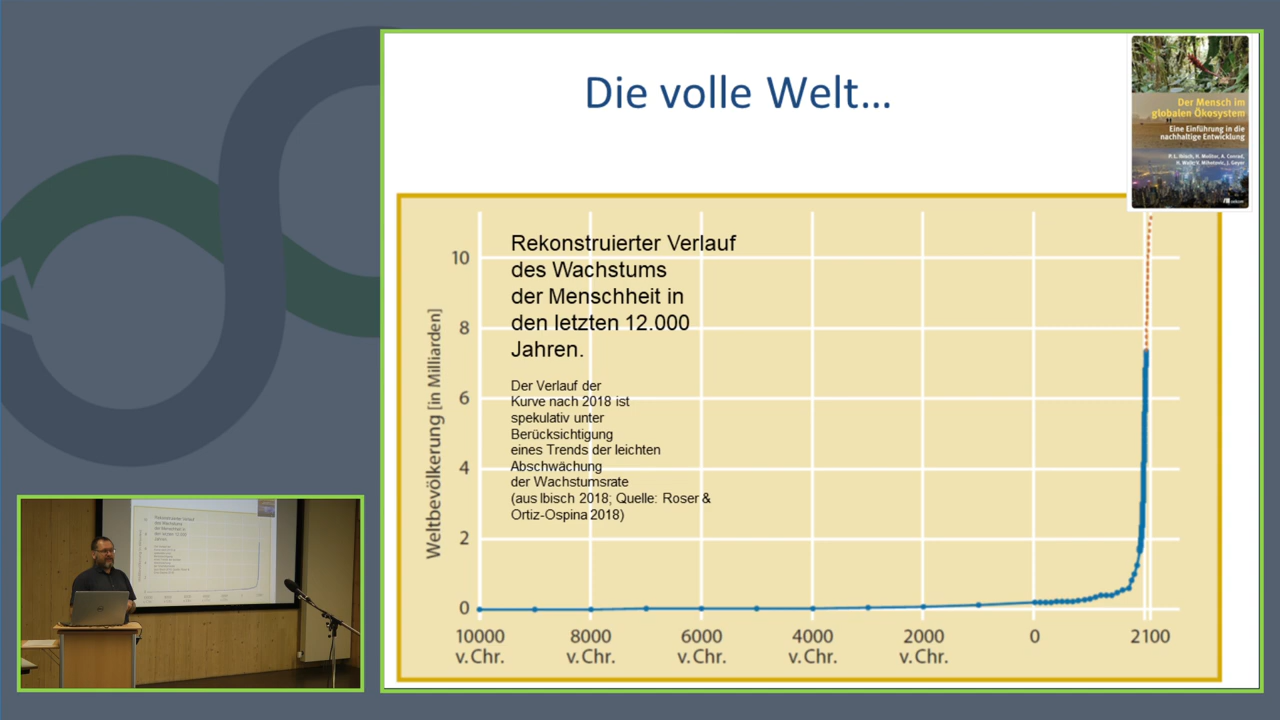 Die volle Welt...
Der Mensch im
globalen Ökosystem
Eine Einführung in die
nachhaltige Entwicklung
Rekonstruierter Verlauf
des Wachstums
der Menschheit in
den letzten 12.000
Jahren.
Der Verlauf der
Kurve nach 2018 ist
spekulativ unter
Berücksichtigung
eines Trends der leichten
Abschwächung
der Wachstumsrate
(aus Ibisch 2018; Quelle: Roser &
Ortiz-Ospina 2018)
Weltbevölkerung [in Milliarden]
10
8
6
4
2
0
10000 8000 6000 4000 2000 0 2100
v. Chr. v. Chr. v. Chr. v. Chr. v. Chr.